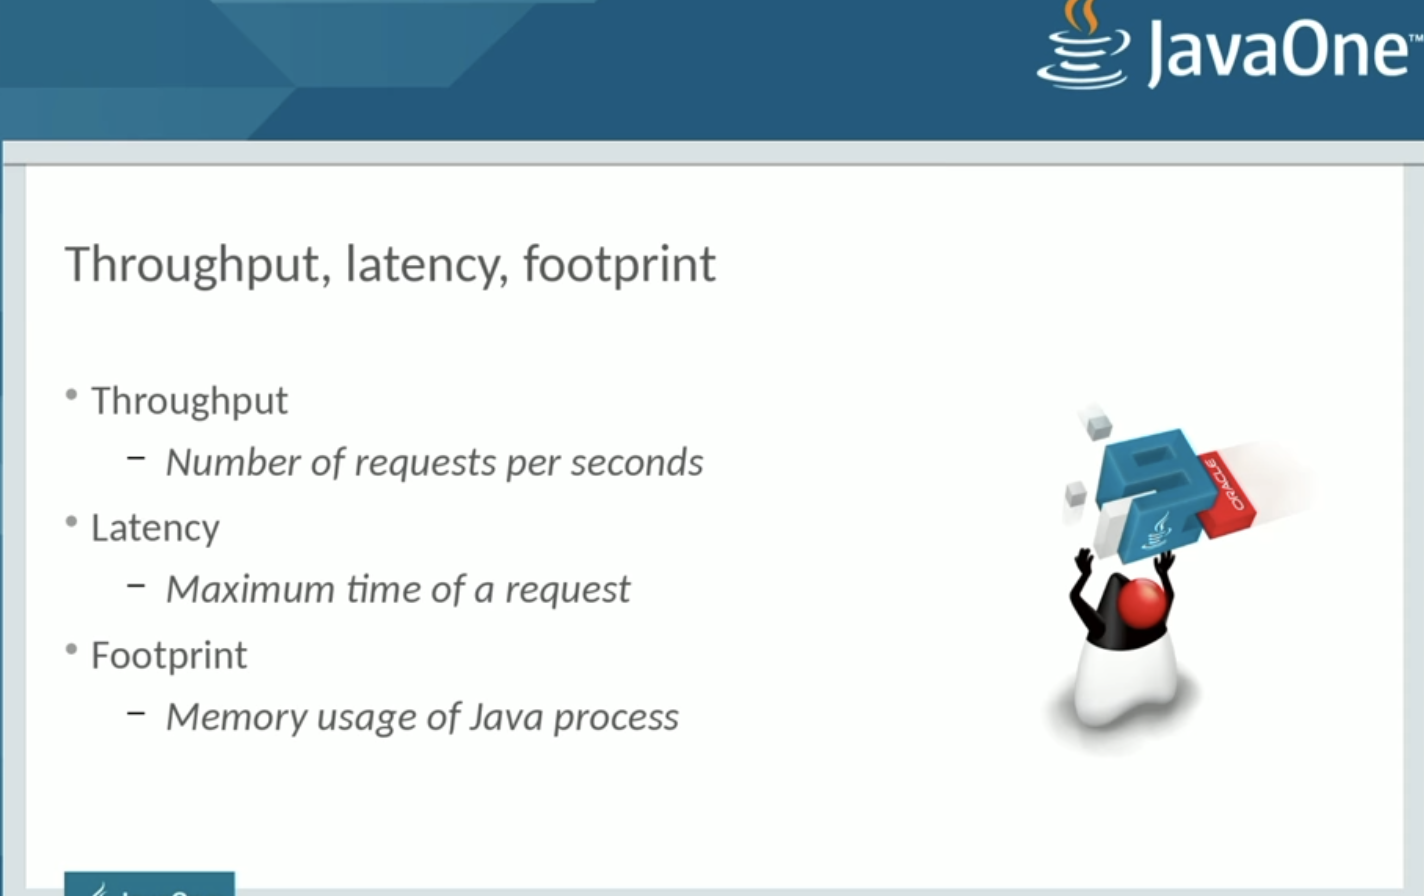 JavaOne™
Throughput, latency, footprint
• Throughput
– Number of requests per seconds
• Latency
– Maximum time of a request
• Footprint
– Memory usage of Java process
ORACLE